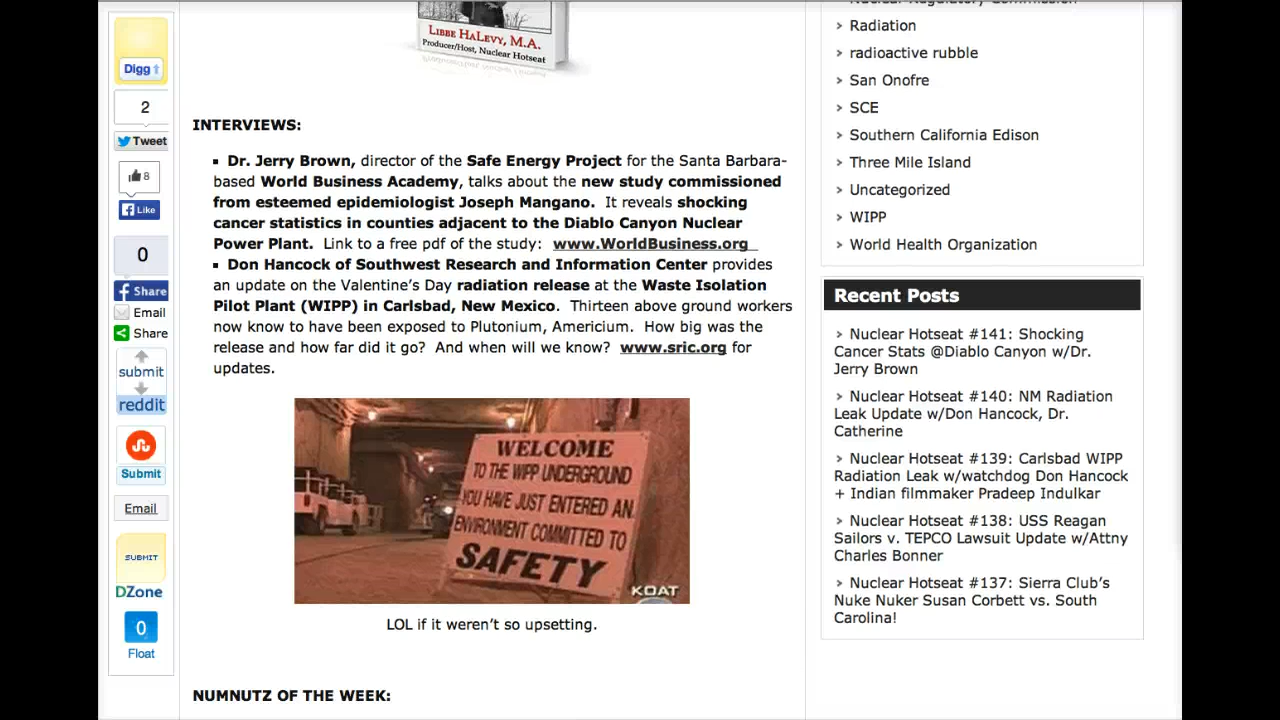 Digg
2
Tweet
8
Like
0
Share
Email
Share
submit
reddit
Submit
Email
SUBMIT
DZone
0
Float
LIBBE HALEVY, M.A.
Producer/Host, Nuclear Hotseat
INTERVIEWS:
Dr. Jerry Brown, director of the Safe Energy Project for the Santa Barbara-
based World Business Academy, talks about the new study commissioned
from esteemed epidemiologist Joseph Mangano. It reveals shocking
cancer statistics in counties adjacent to the Diablo Canyon Nuclear
Power Plant. Link to a free pdf of the study: www.WorldBusiness.org
Don Hancock of Southwest Research and Information Center provides
an update on the Valentine's Day radiation release at the Waste Isolation
Pilot Plant (WIPP) in Carlsbad, New Mexico. Thirteen above ground workers
now know to have been exposed to Plutonium, Americium. How big was the
release and how far did it go? And when will we know? www.sric.org for
updates.
WELCOME
TO THE WIPP UNDERGROUND
YOU HAVE JUST ENTERED AN
ENVIRONMENT COMMITTED TO
SAFETY
KOAT
LOL if it weren't so upsetting.
NUMNUTZ OF THE WEEK:
Nuclear Regulatory Commission
Radiation
radioactive rubble
San Onofre
SCE
Southern California Edison
Three Mile Island
Uncategorized
WIPP
World Health Organization
Recent Posts
Nuclear Hotseat #141: Shocking
Cancer Stats @Diablo Canyon w/Dr.
Jerry Brown
Nuclear Hotseat #140: NM Radiation
Leak Update w/Don Hancock, Dr.
Catherine
Nuclear Hotseat #139: Carlsbad WIPP
Radiation Leak w/watchdog Don Hancock
+ Indian filmmaker Pradeep Indulkar
Nuclear Hotseat #138: USS Reagan
Sailors v. TEPCO Lawsuit Update w/Attny
Charles Bonner
Nuclear Hotseat #137: Sierra Club's
Nuke Nuker Susan Corbett vs. South
Carolina!